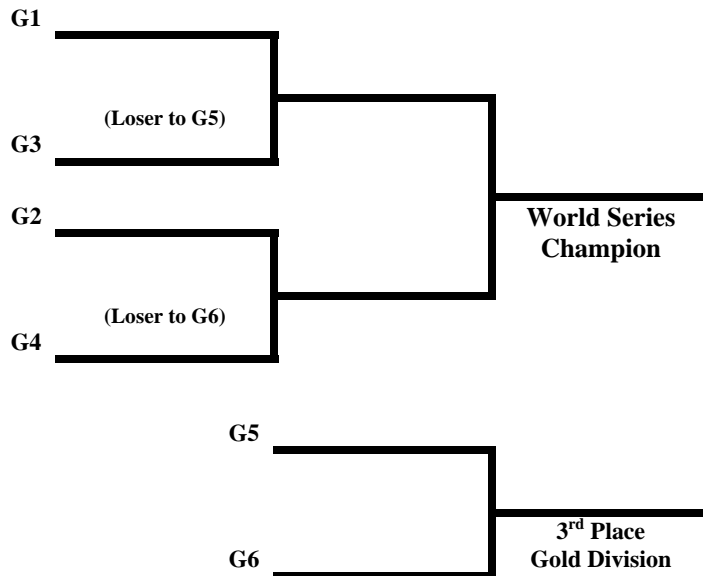 G1
(Loser to G5)
G3
G2
World Series
Champion
(Loser to G6)
G4
G5
3rd Place
Gold Division
G6